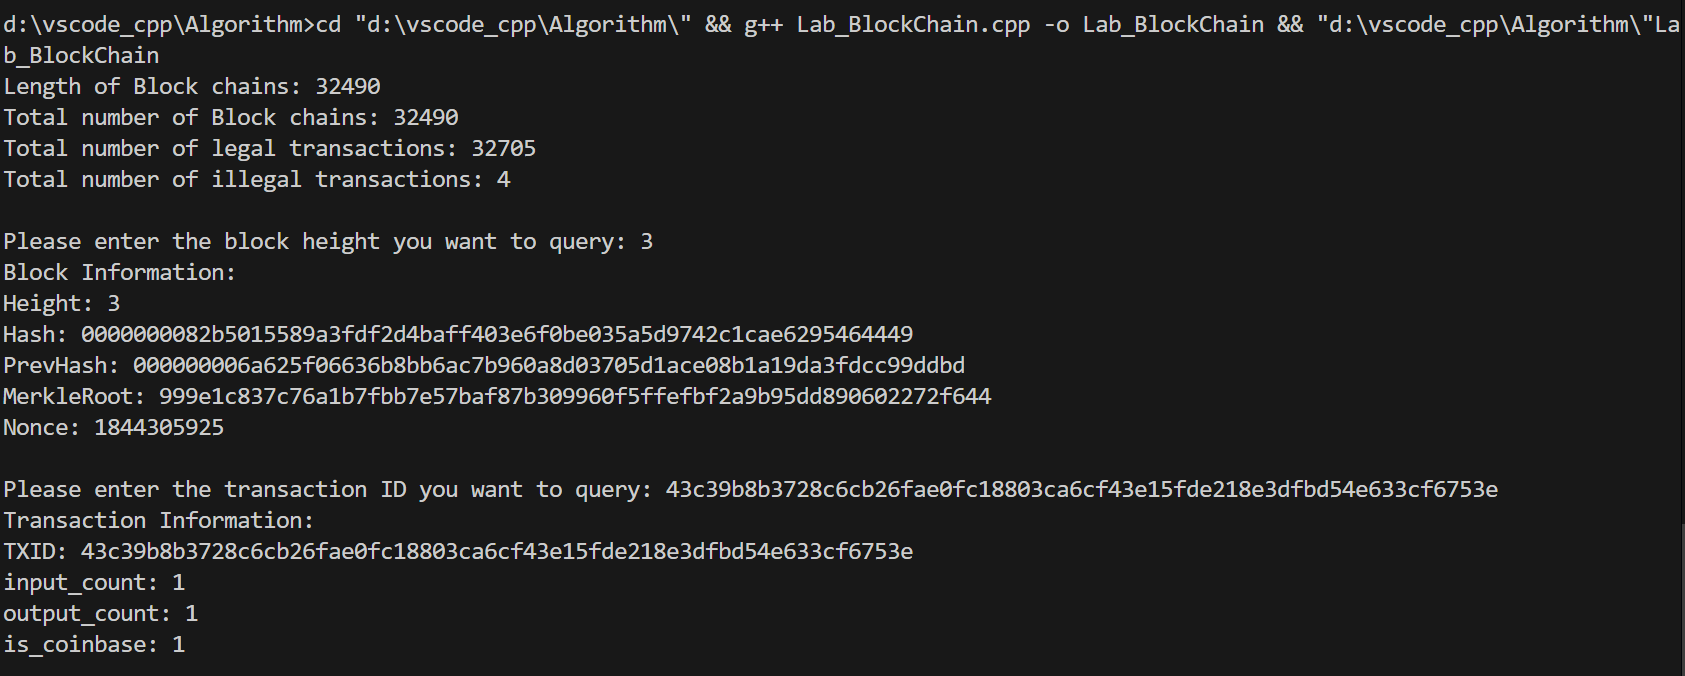 d:\vscode_cpp\Algorithm>cd "d:\vscode_cpp\Algorithm\" && g++ Lab_BlockChain.cpp -o Lab_BlockChain && "d:\vscode_cpp\Algorithm\"La
b_BlockChain
Length of Block chains: 32490
Total number of Block chains: 32490
Total number of legal transactions: 32705
Total number of illegal transactions: 4

Please enter the block height you want to query: 3
Block Information:
Height: 3
Hash: 0000000082b5015589a3fdf2d4baff403e6f0be035a5d9742c1cae6295464449
PrevHash: 000000006a625f06636b8bb6ac7b960a8d03705d1ace08b1a19da3fdcc99ddbd
MerkleRoot: 999e1c837c76a1b7fbb7e57baf87b309960f5ffefbf2a9b95dd890602272f644
Nonce: 1844305925

Please enter the transaction ID you want to query: 43c39b8b3728c6cb26fae0fc18803ca6cf43e15fde218e3dfbd54e633cf6753e
Transaction Information:
TXID: 43c39b8b3728c6cb26fae0fc18803ca6cf43e15fde218e3dfbd54e633cf6753e
input_count: 1
output_count: 1
is_coinbase: 1